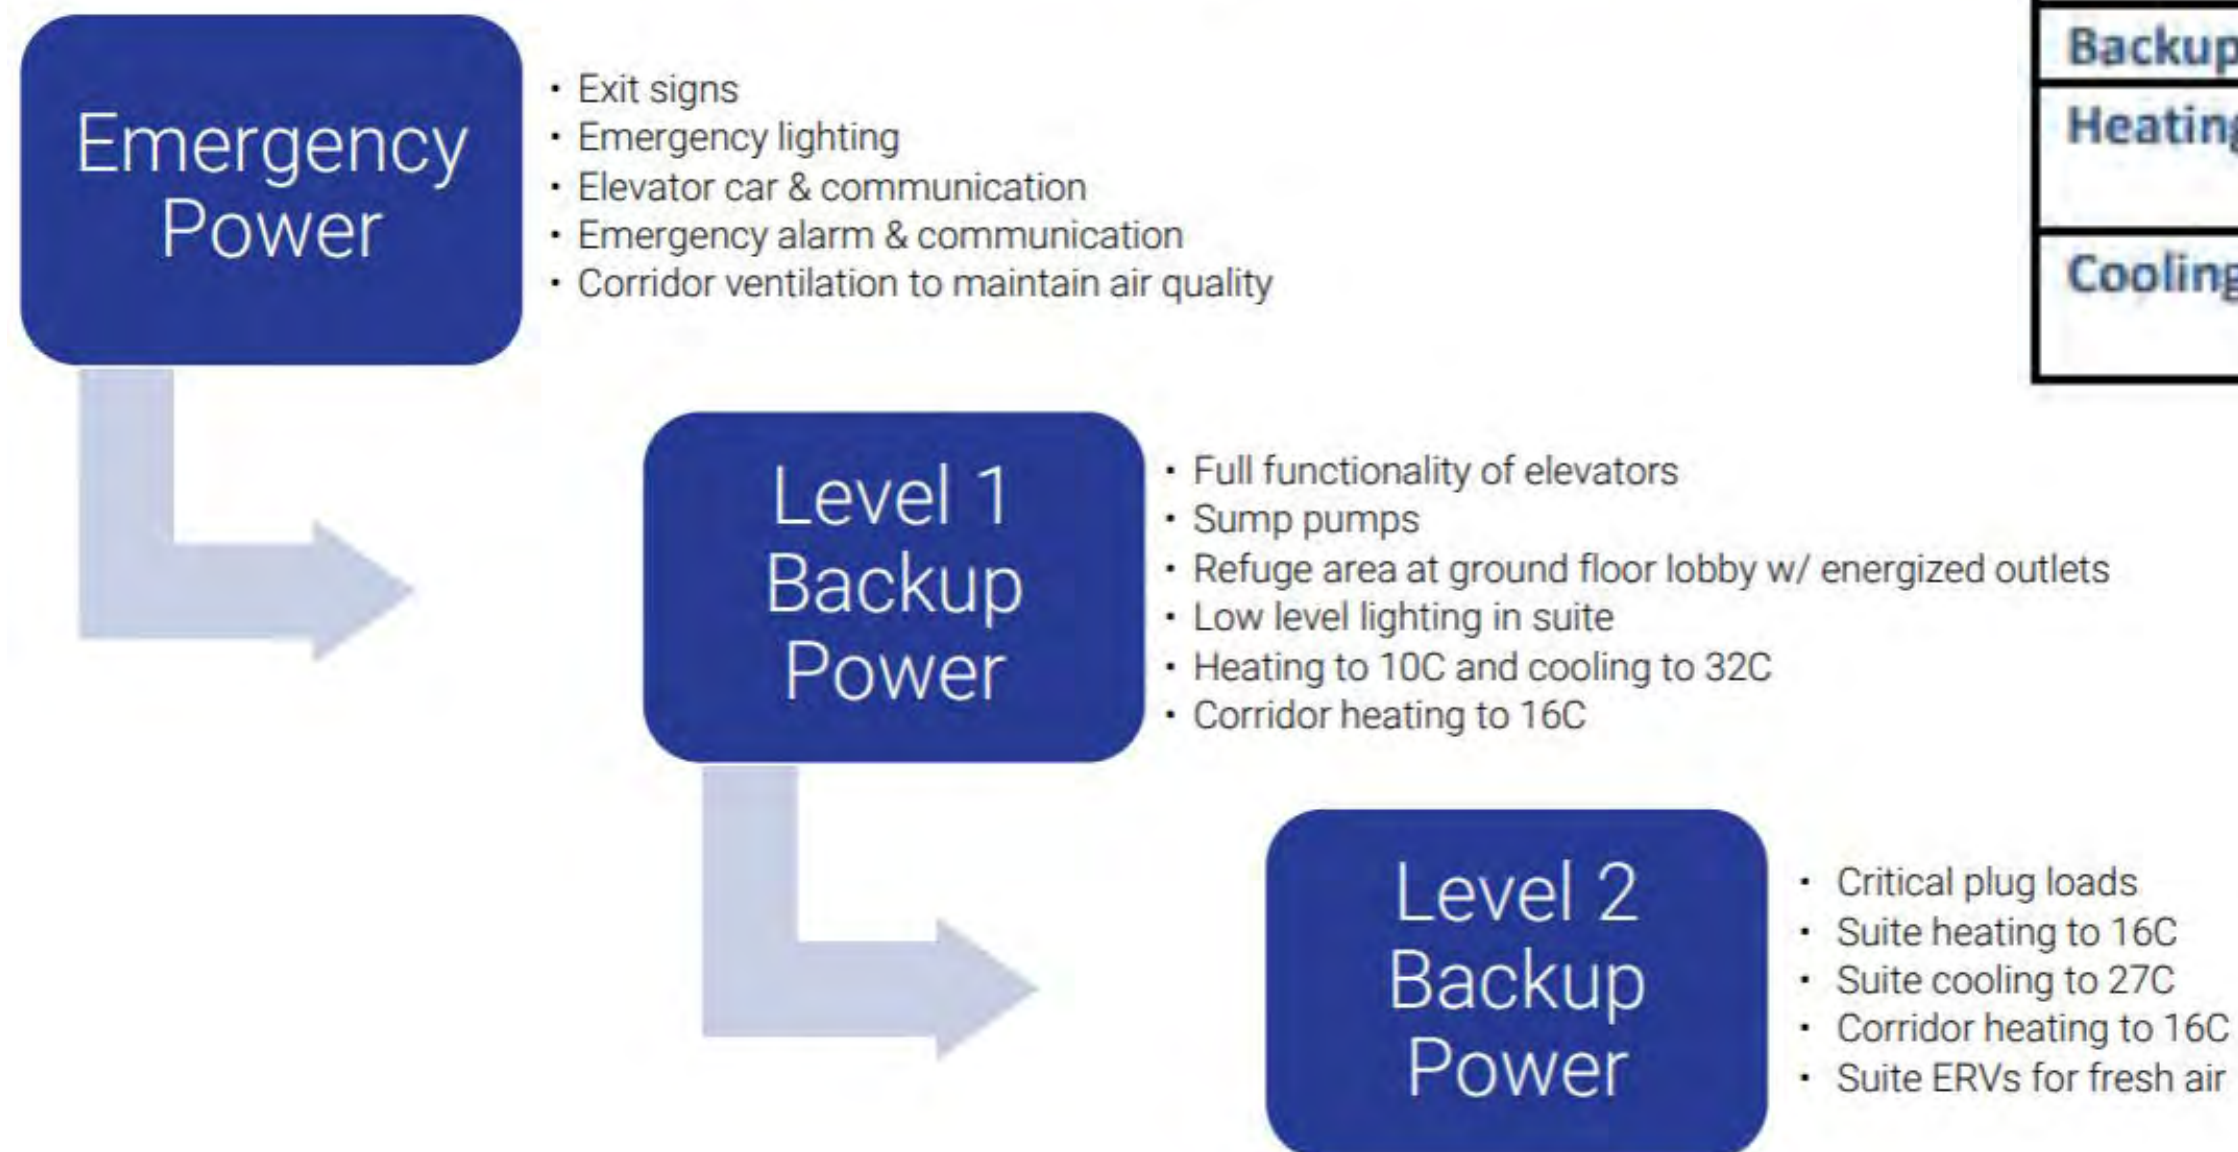 Emergency
Power
• Exit signs
• Emergency lighting
• Elevator car & communication
• Emergency alarm & communication
• Corridor ventilation to maintain air quality
Backup
Heating
Cooling
Level 1
Backup
Power
• Full functionality of elevators
• Sump pumps
• Refuge area at ground floor lobby w/ energized outlets
• Low level lighting in suite
• Heating to 10C and cooling to 32C
• Corridor heating to 16C
Level 2
Backup
Power
• Critical plug loads
• Suite heating to 16C
• Suite cooling to 27C
• Corridor heating to 16C
• Suite ERVs for fresh air